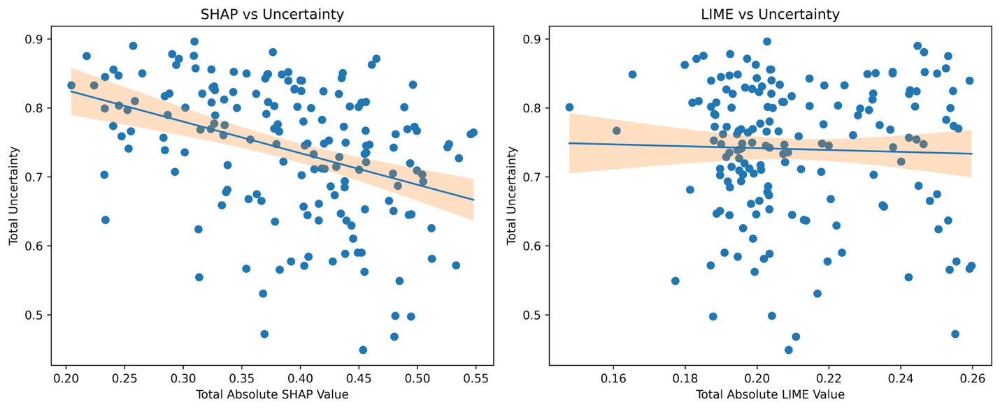 SHAP vs Uncertainty
0.9
0.8
0.7
0.6
0.5
Total Uncertainty
0.20 0.25 0.30 0.35 0.40 0.45 0.50 0.55
Total Absolute SHAP Value
LIME vs Uncertainty
0.9
0.8
0.7
0.6
0.5
Total Uncertainty
0.16 0.18 0.20 0.22 0.24 0.26
Total Absolute LIME Value